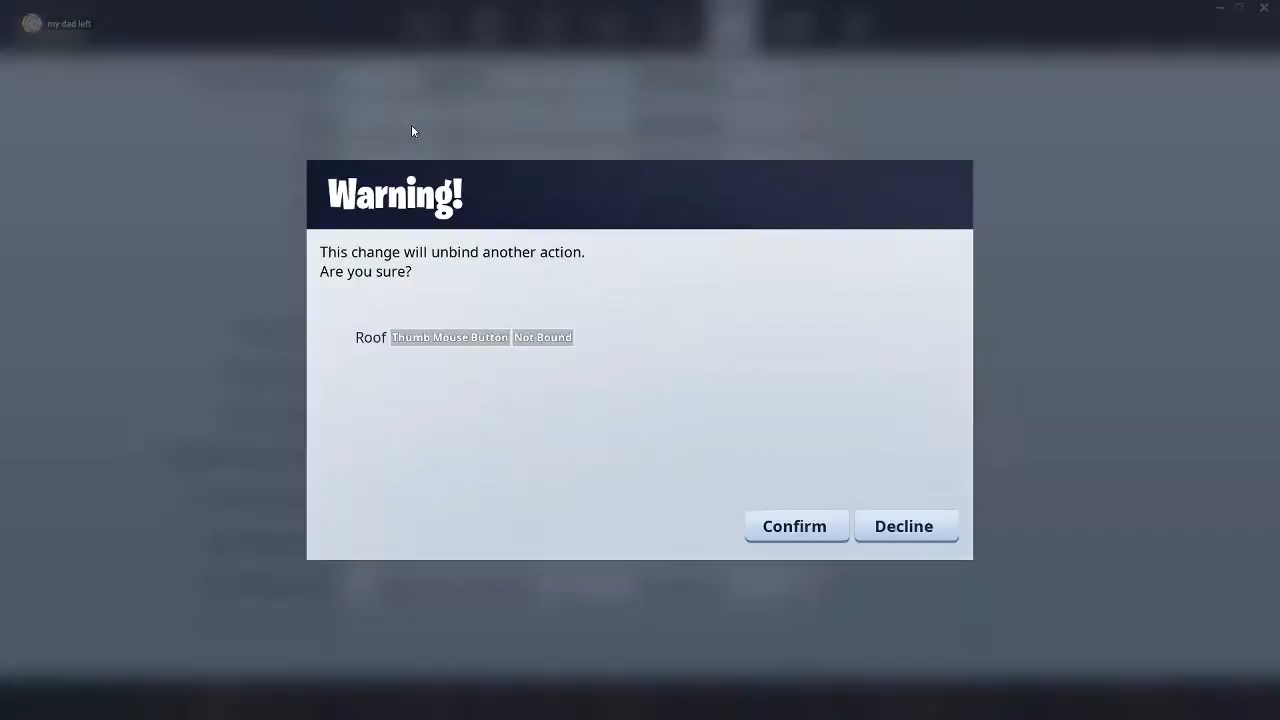 my dad left
Warning!
This change will unbind another action.
Are you sure?
Roof Thumb Mouse Button Not Bound
Confirm Decline